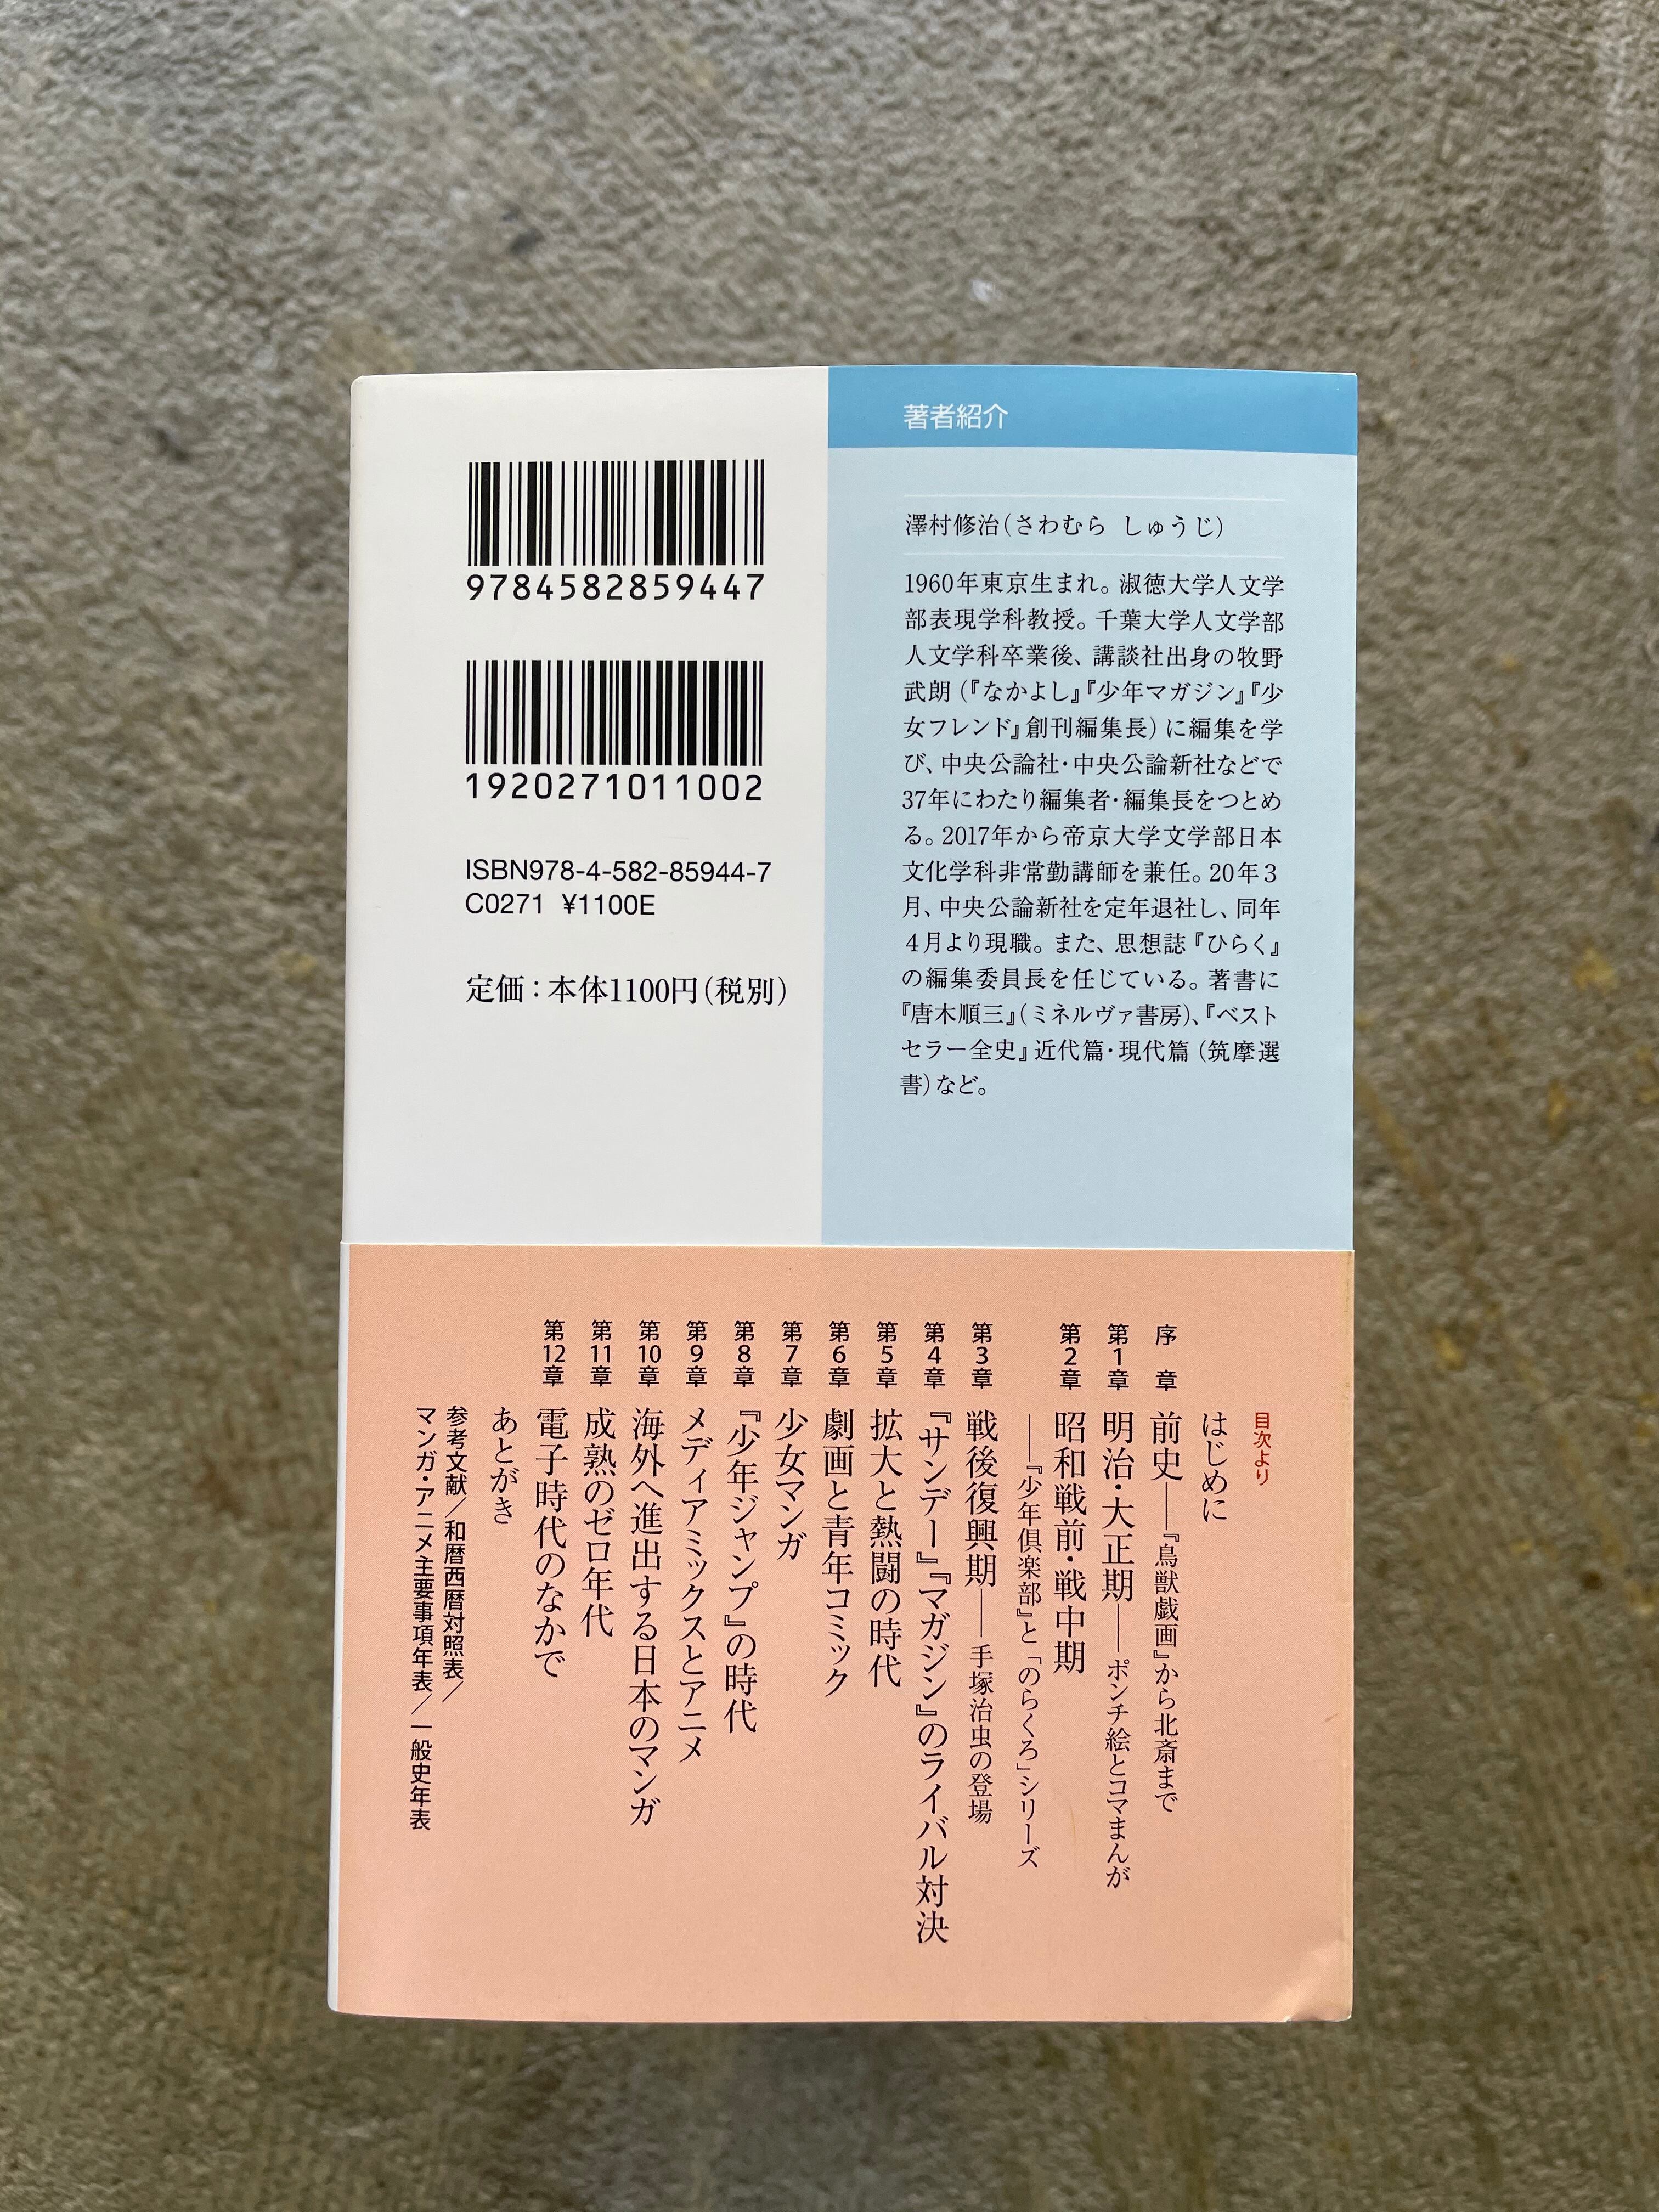 9784582859447
1920271011002
ISBN978-4-582-85944-7
C0271 ¥1100E
定価：本体1100円(税別)
著者紹介
澤村修治(さわむら しゅうじ)
1960年東京生まれ。淑徳大学人文学
部表現学科教授。千葉大学人文学部
人文学科卒業後、講談社出身の牧野
武朗(『なかよし』『少年マガジン』『少
女フレンド』創刊編集長)に編集を学
び、中央公論社・中央公論新社などで
37年にわたり編集者・編集長をつとめ
る。2017年から帝京大学文学部日本
文化学科非常勤講師を兼任。20年3
月、中央公論新社を定年退社し、同年
4月より現職。また、思想誌『ひらく』
の編集委員長を任じている。著書に
『唐木順三』(ミネルヴァ書房)、『ベスト
セラー全史』近代篇・現代篇(筑摩選
書)など。
目次より
はじめに
序 章 前史──『鳥獣戯画』から北斎まで
第1章 明治・大正期──ポンチ絵とコマまんが
第2章 昭和戦前・戦中期
──『少年倶楽部』と「のらくろ」シリーズ
第3章 戦後復興期──手塚治虫の登場
第4章 『サンデー』『マガジン』のライバル対決
第5章 拡大と熱闘の時代
第6章 劇画と青年コミック
第7章 少女マンガ
第8章 『少年ジャンプ』の時代
第9章 メディアミックスとアニメ
第10章 海外へ進出する日本のマンガ
第11章 成熟のゼロ年代
第12章 電子時代のなかで
あとがき
参考文献／和暦西暦対照表／
マンガ・アニメ主要事項年表／一般史年表